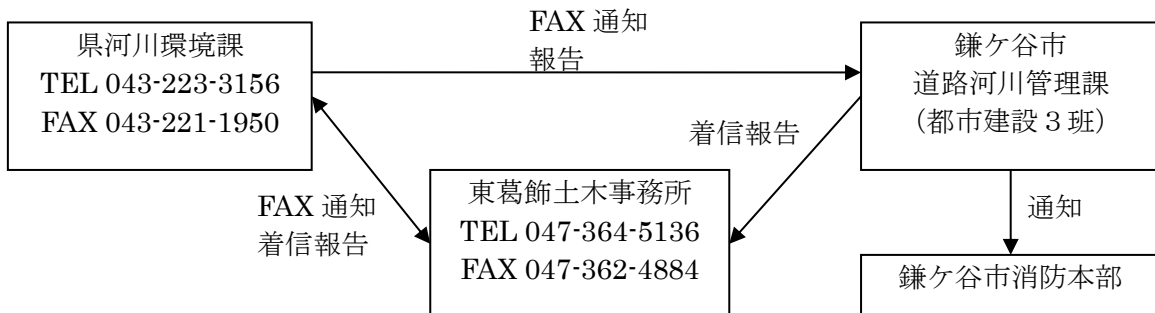 県河川環境課
TEL 043-223-3156
FAX 043-221-1950
FAX 通知
報告
鎌ケ谷市
道路河川管理課
（都市建設３班）
着信報告
FAX 通知
着信報告
東葛飾土木事務所
TEL 047-364-5136
FAX 047-362-4884
通知
鎌ケ谷市消防本部